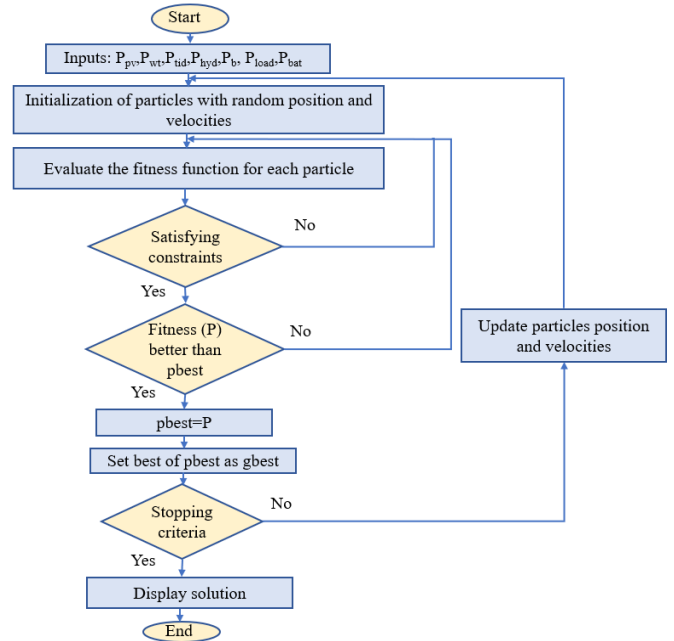 Start
Inputs: Ppv,Pwt,Ptid,Phyd,Pb, Pload,Pbat
Initialization of particles with random position and
velocities
Evaluate the fitness function for each particle
No
Satisfying
constraints
Yes
Fitness (P)
better than
pbest
No
Update particles position
and velocities
Yes
pbest=P
Set best of pbest as gbest
No
Stopping
criteria
Yes
Display solution
End